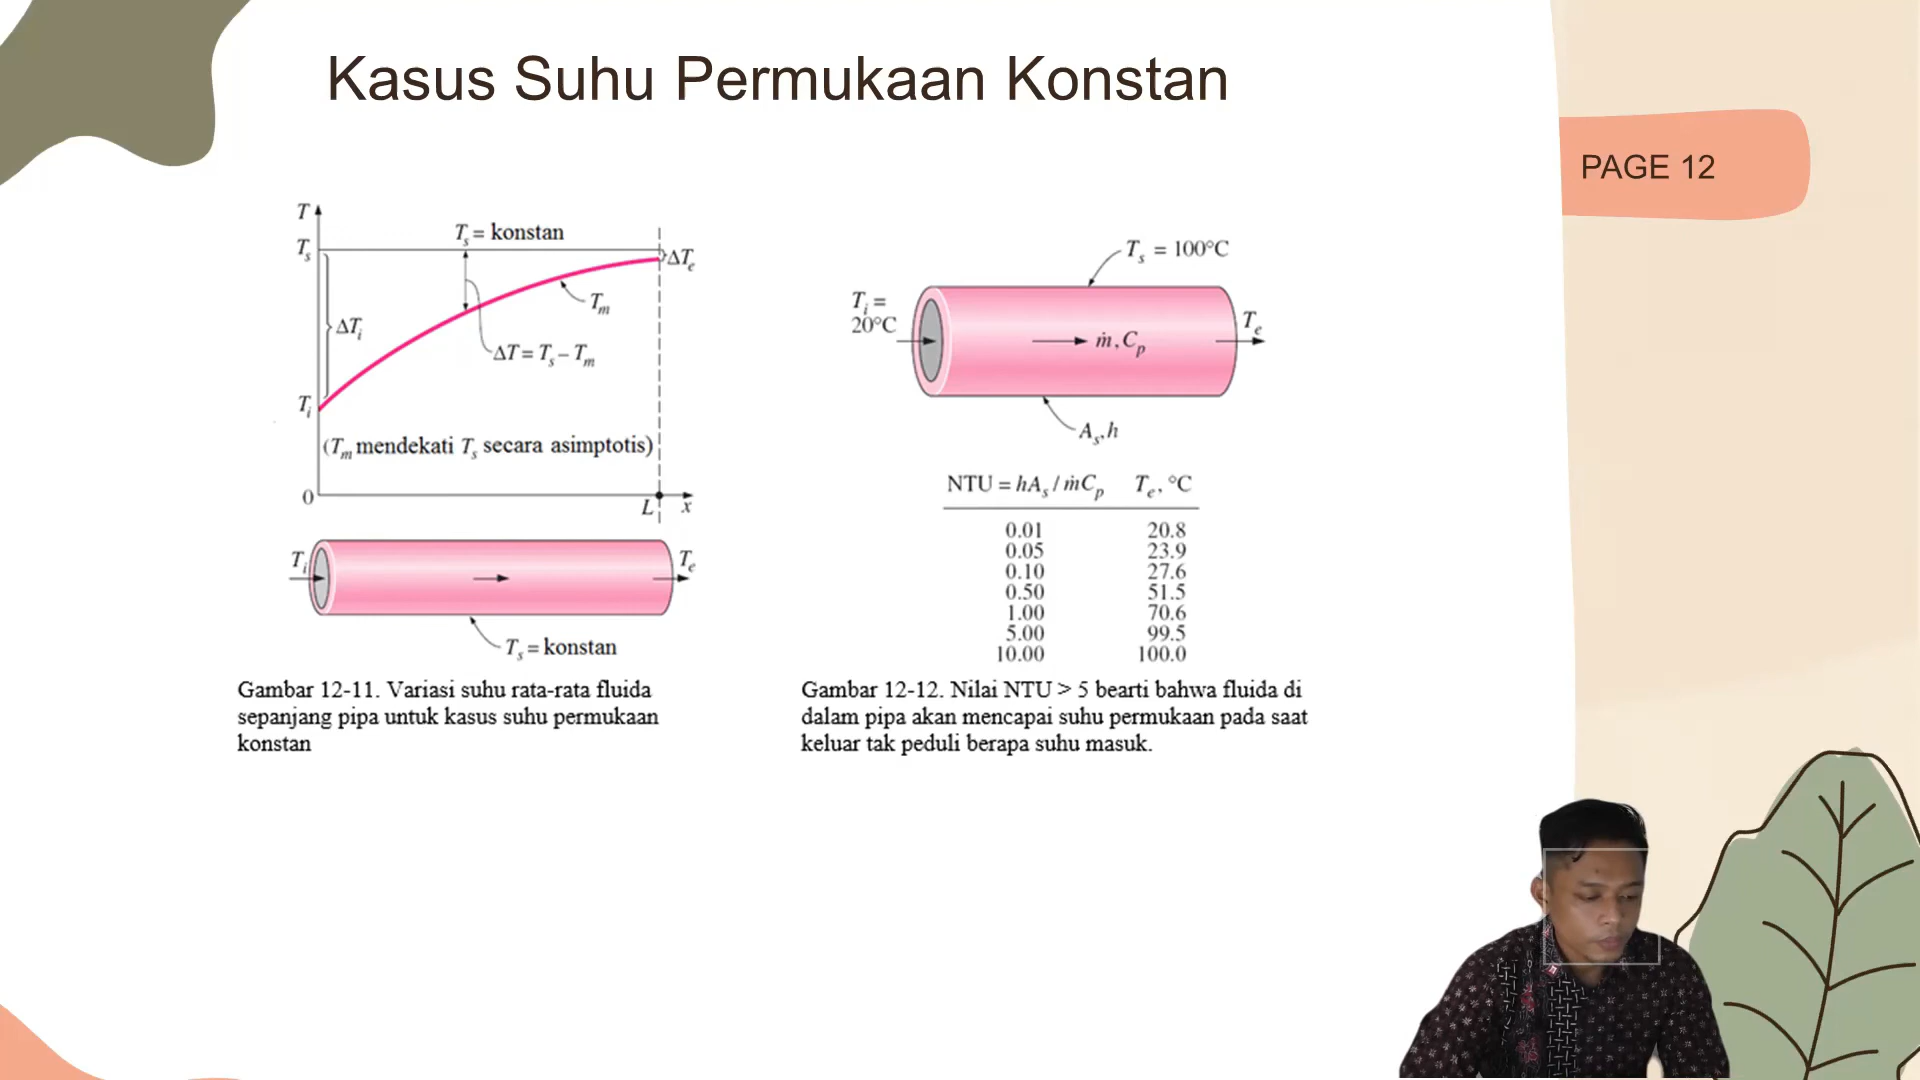 Kasus Suhu Permukaan Konstan
PAGE 12
T
Tₛ
Tₛ = konstan
ΔTₑ
Tₘ
ΔTᵢ
ΔT = Tₛ – Tₘ
Tᵢ
(Tₘ mendekati Tₛ secara asimptotis)
0
L
x
Tᵢ
Tₑ
Tₛ = konstan
Gambar 12-11. Variasi suhu rata-rata fluida
sepanjang pipa untuk kasus suhu permukaan
konstan
Tₛ = 100°C
Tᵢ =
20°C
Tₑ
ṁ, Cₚ
Aₛ, h
NTU = hAₛ / ṁCₚ Tₑ, °C
0.01 20.8
0.05 23.9
0.10 27.6
0.50 51.5
1.00 70.6
5.00 99.5
10.00 100.0
Gambar 12-12. Nilai NTU > 5 bearti bahwa fluida di
dalam pipa akan mencapai suhu permukaan pada saat
keluar tak peduli berapa suhu masuk.